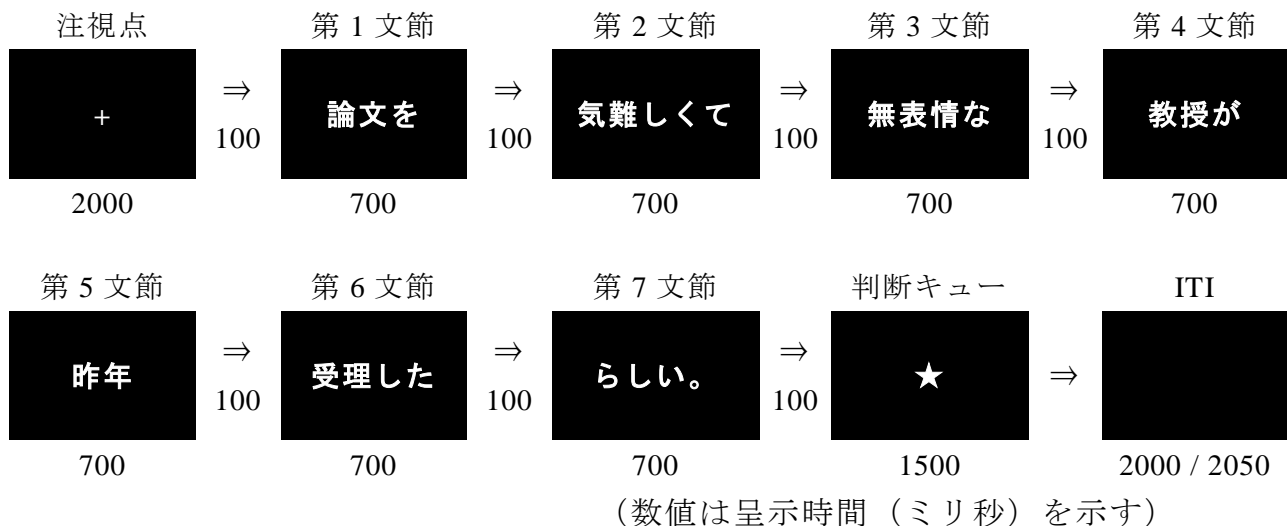 注視点 第 1 文節 第 2 文節 第 3 文節 第 4 文節
+ ⇒ 論文を ⇒ 気難しくて ⇒ 無表情な ⇒ 教授が
100 100 100 100
2000 700 700 700 700
第 5 文節 第 6 文節 第 7 文節 判断キュー ITI
昨年 ⇒ 受理した ⇒ らしい。 ⇒ ★ ⇒
100 100 100
700 700 700 1500 2000 / 2050
（数値は呈示時間（ミリ秒）を示す）